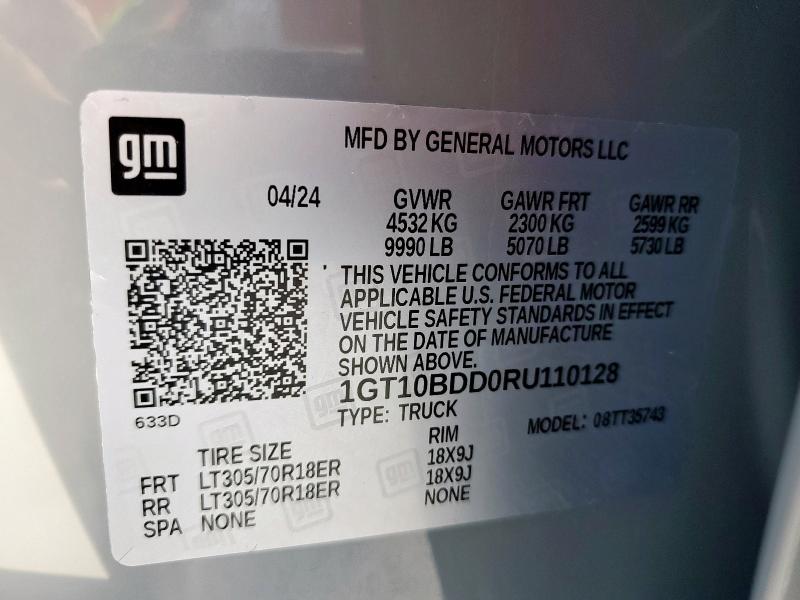 gm
MFD BY GENERAL MOTORS LLC
04/24 GVWR GAWR FRT GAWR RR
4532 KG 2300 KG 2599 KG
9990 LB 5070 LB 5730 LB
THIS VEHICLE CONFORMS TO ALL
APPLICABLE U.S. FEDERAL MOTOR
VEHICLE SAFETY STANDARDS IN EFFECT
ON THE DATE OF MANUFACTURE
SHOWN ABOVE.
1GT10BDD0RU110128
633D
TYPE: TRUCK MODEL: 08TT35743
TIRE SIZE RIM
FRT LT305/70R18ER 18X9J
RR LT305/70R18ER 18X9J
SPA NONE NONE